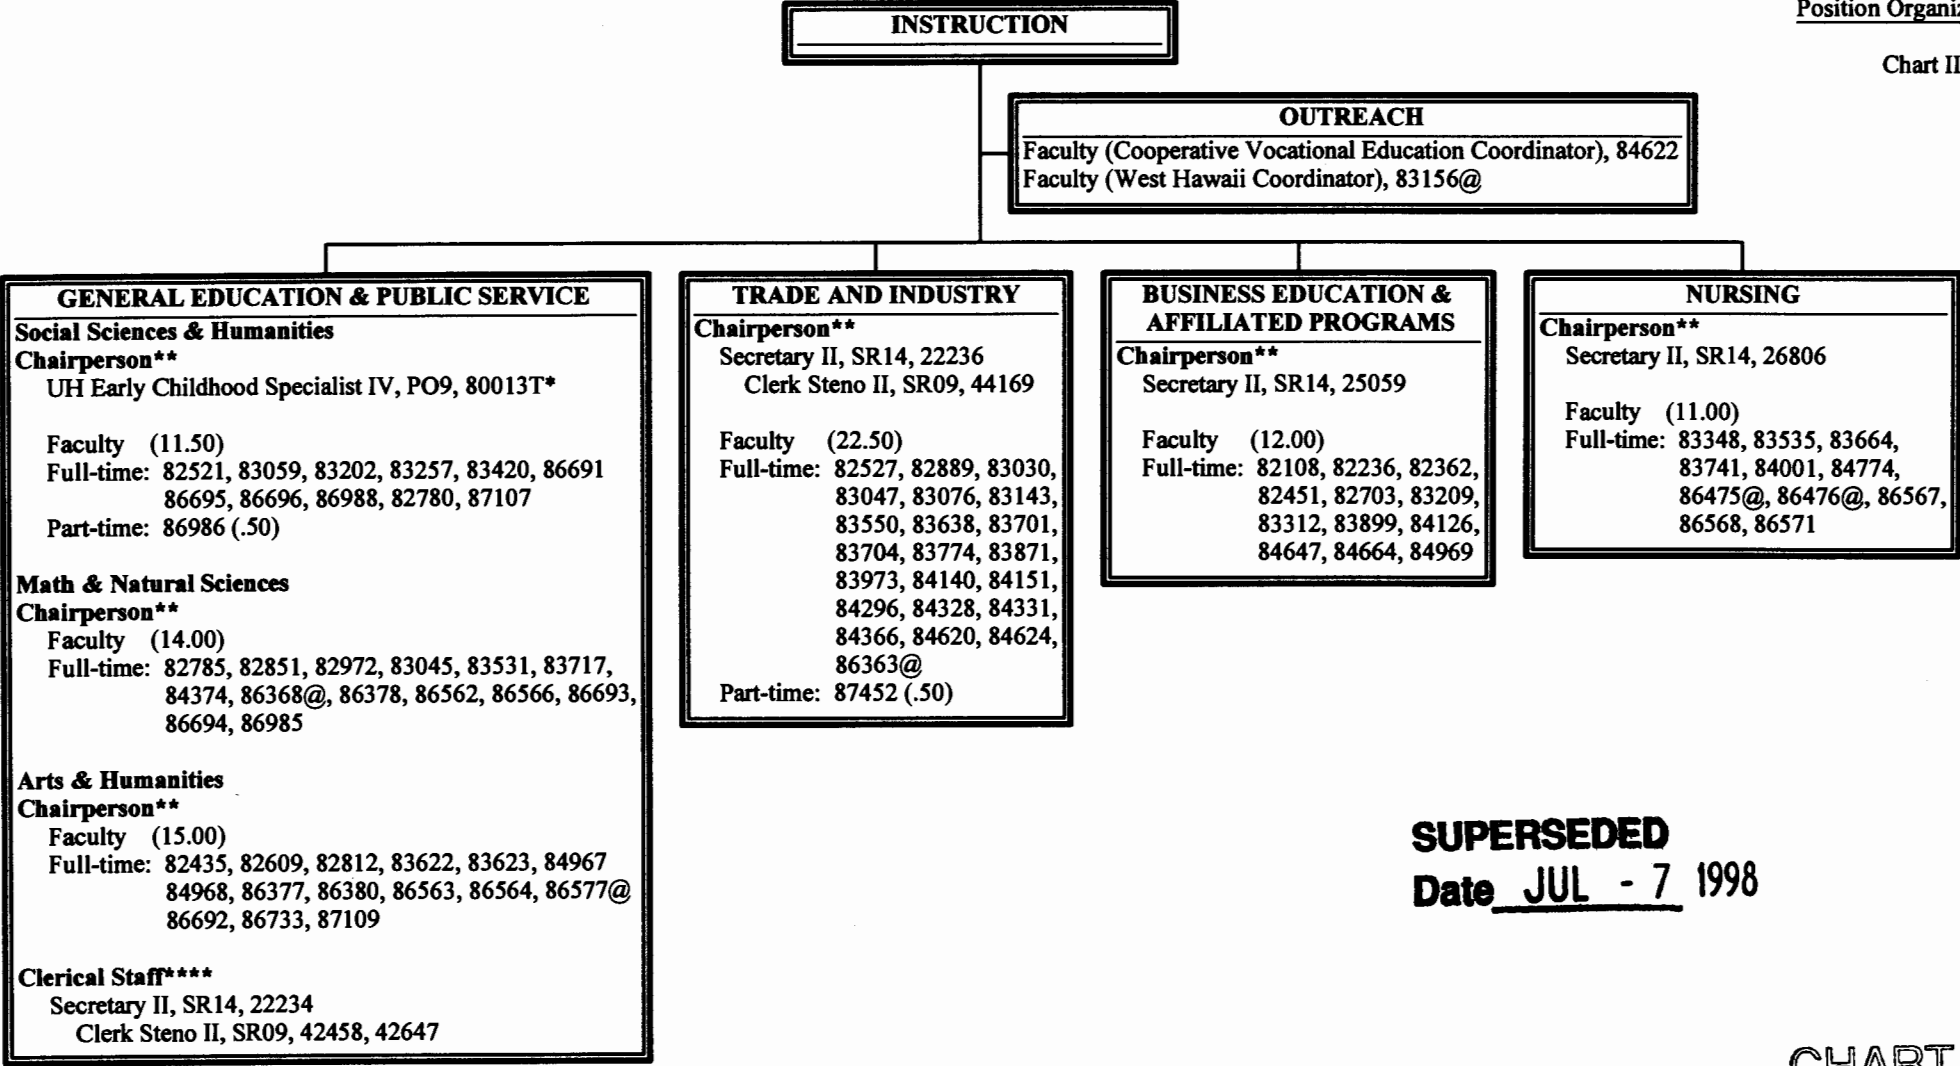 Position Organiz
Chart II
INSTRUCTION
OUTREACH
Faculty (Cooperative Vocational Education Coordinator), 84622
Faculty (West Hawaii Coordinator), 83156@
GENERAL EDUCATION & PUBLIC SERVICE
Social Sciences & Humanities
Chairperson**
UH Early Childhood Specialist IV, PO9, 80013T*
Faculty (11.50)
Full-time: 82521, 83059, 83202, 83257, 83420, 86691
86695, 86696, 86988, 82780, 87107
Part-time: 86986 (.50)
Math & Natural Sciences
Chairperson**
Faculty (14.00)
Full-time: 82785, 82851, 82972, 83045, 83531, 83717,
84374, 86368@, 86378, 86562, 86566, 86693,
86694, 86985
Arts & Humanities
Chairperson**
Faculty (15.00)
Full-time: 82435, 82609, 82812, 83622, 83623, 84967
84968, 86377, 86380, 86563, 86564, 86577@
86692, 86733, 87109
Clerical Staff****
Secretary II, SR14, 22234
Clerk Steno II, SR09, 42458, 42647
TRADE AND INDUSTRY
Chairperson**
Secretary II, SR14, 22236
Clerk Steno II, SR09, 44169
Faculty (22.50)
Full-time: 82527, 82889, 83030,
83047, 83076, 83143,
83550, 83638, 83701,
83704, 83774, 83871,
83973, 84140, 84151,
84296, 84328, 84331,
84366, 84620, 84624,
86363@
Part-time: 87452 (.50)
BUSINESS EDUCATION &
AFFILIATED PROGRAMS
Chairperson**
Secretary II, SR14, 25059
Faculty (12.00)
Full-time: 82108, 82236, 82362,
82451, 82703, 83209,
83312, 83899, 84126,
84647, 84664, 84969
NURSING
Chairperson**
Secretary II, SR14, 26806
Faculty (11.00)
Full-time: 83348, 83535, 83664,
83741, 84001, 84774,
86475@, 86476@, 86567,
86568, 86571
SUPERSEDED
Date JUL - 7 1998
CHART